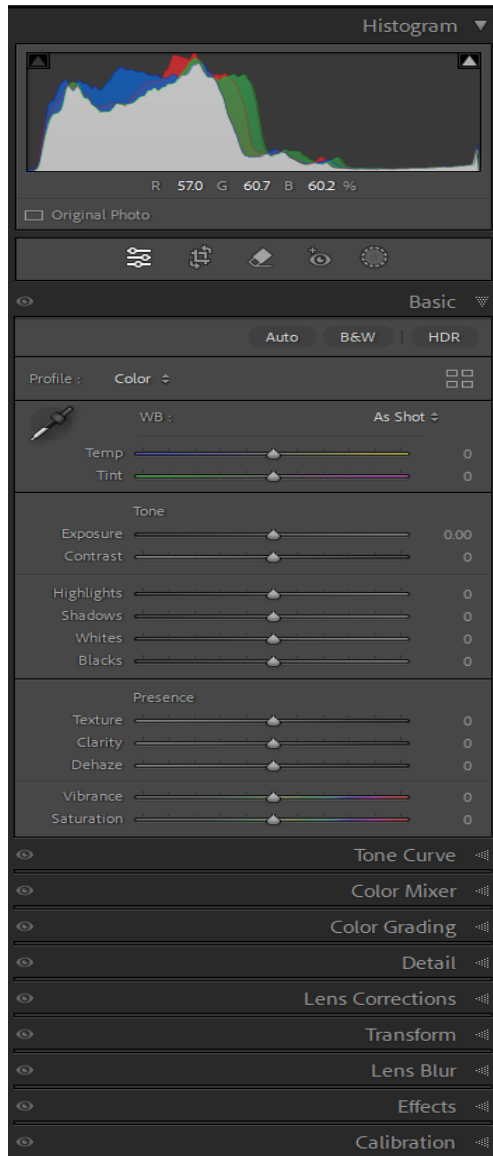 Histogram
R 57.0 G 60.7 B 60.2 %
Original Photo
Basic
Auto B&W | HDR
Profile : Color
WB : As Shot
Temp 0
Tint 0
Tone
Exposure 0.00
Contrast 0
Highlights 0
Shadows 0
Whites 0
Blacks 0
Presence
Texture 0
Clarity 0
Dehaze 0
Vibrance 0
Saturation 0
Tone Curve
Color Mixer
Color Grading
Detail
Lens Corrections
Transform
Lens Blur
Effects
Calibration